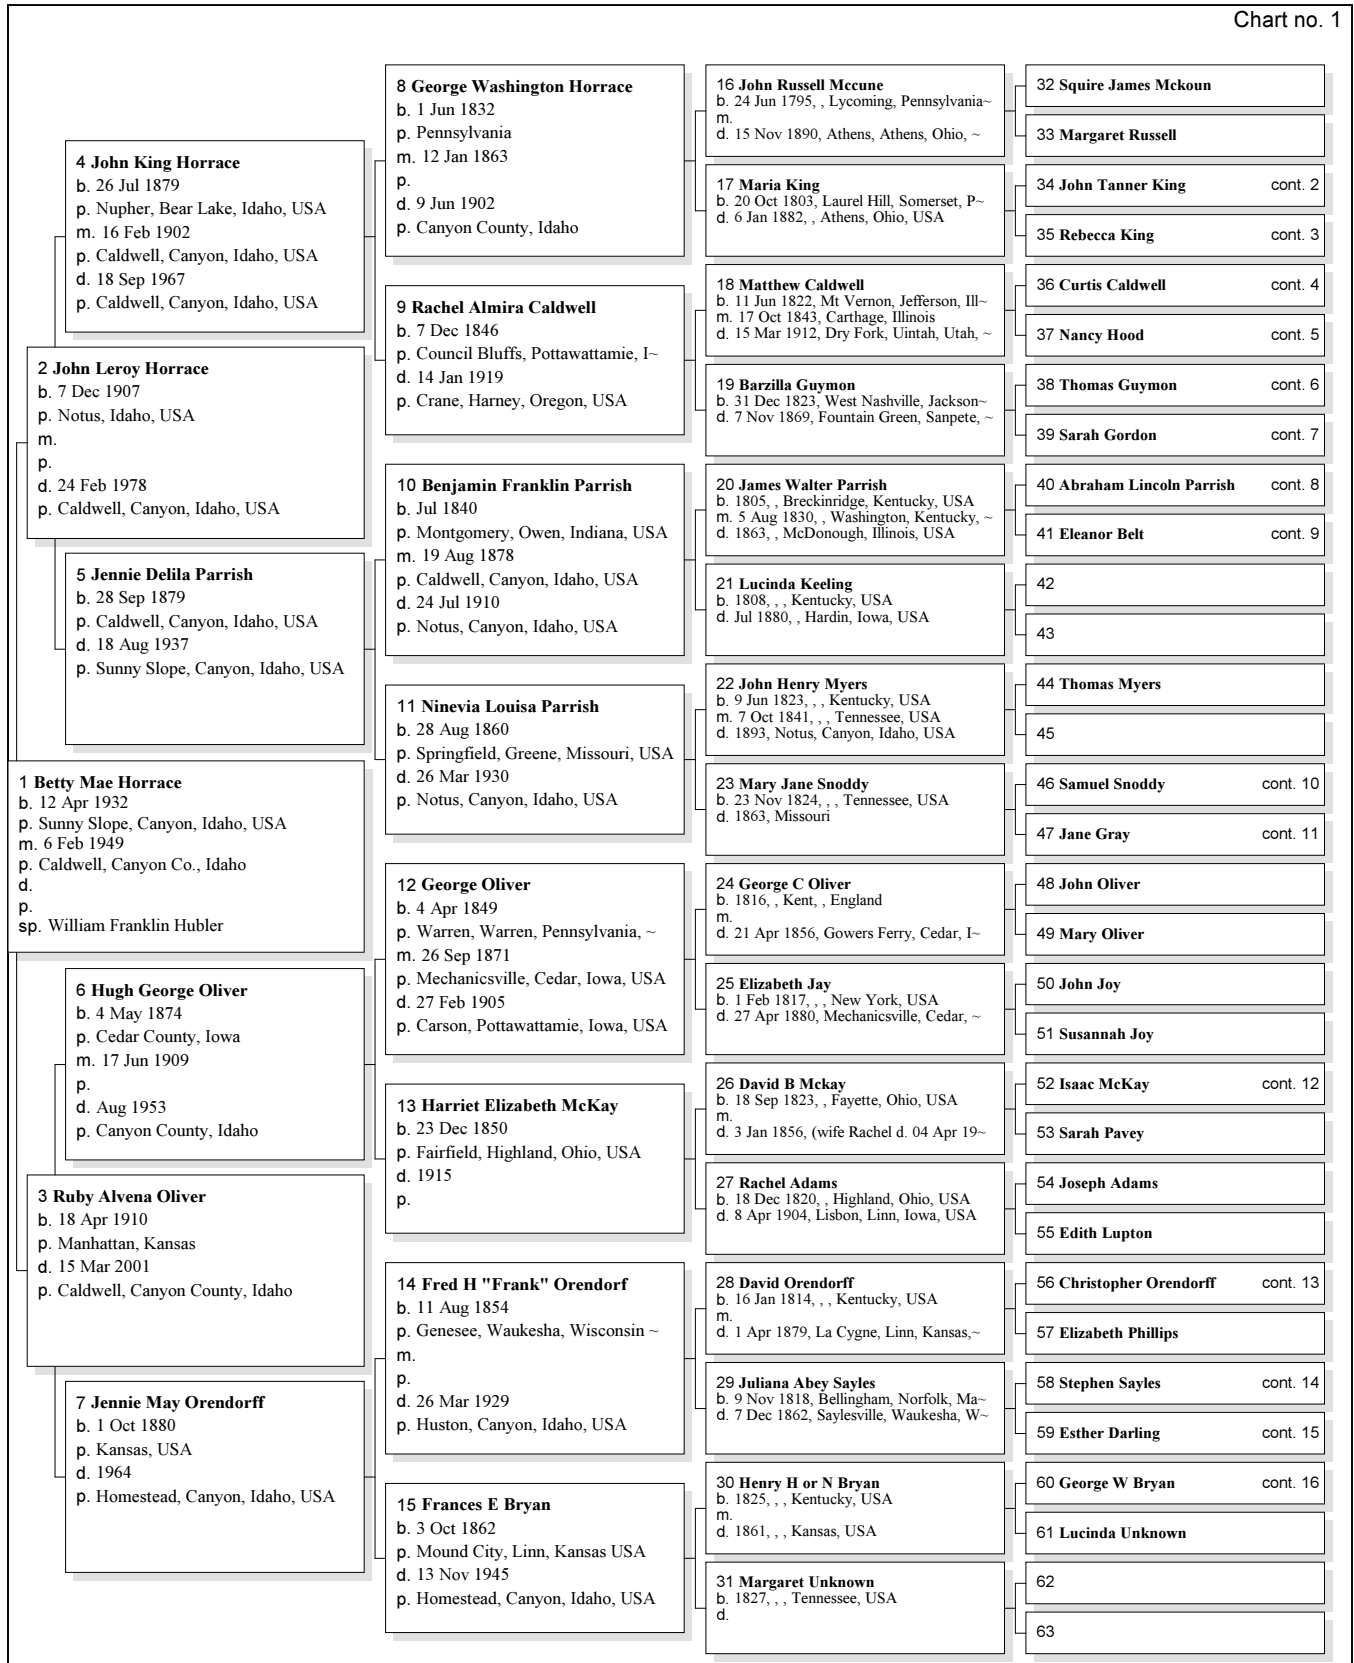 Chart no. 1
8 George Washington Horrace
b. 1 Jun 1832
p. Pennsylvania
m. 12 Jan 1863
p.
d. 9 Jun 1902
p. Canyon County, Idaho
4 John King Horrace
b. 26 Jul 1879
p. Nupher, Bear Lake, Idaho, USA
m. 16 Feb 1902
p. Caldwell, Canyon, Idaho, USA
d. 18 Sep 1967
p. Caldwell, Canyon, Idaho, USA
9 Rachel Almira Caldwell
b. 7 Dec 1846
p. Council Bluffs, Pottawattamie, I~
d. 14 Jan 1919
p. Crane, Harney, Oregon, USA
2 John Leroy Horrace
b. 7 Dec 1907
p. Notus, Idaho, USA
m.
p.
d. 24 Feb 1978
p. Caldwell, Canyon, Idaho, USA
10 Benjamin Franklin Parrish
b. Jul 1840
p. Montgomery, Owen, Indiana, USA
m. 19 Aug 1878
p. Caldwell, Canyon, Idaho, USA
d. 24 Jul 1910
p. Notus, Canyon, Idaho, USA
5 Jennie Delila Parrish
b. 28 Sep 1879
p. Caldwell, Canyon, Idaho, USA
d. 18 Aug 1937
p. Sunny Slope, Canyon, Idaho, USA
11 Ninevia Louisa Parrish
b. 28 Aug 1860
p. Springfield, Greene, Missouri, USA
d. 26 Mar 1930
p. Notus, Canyon, Idaho, USA
1 Betty Mae Horrace
b. 12 Apr 1932
p. Sunny Slope, Canyon, Idaho, USA
m. 6 Feb 1949
p. Caldwell, Canyon Co., Idaho
d.
p.
sp. William Franklin Hubler
12 George Oliver
b. 4 Apr 1849
p. Warren, Warren, Pennsylvania, ~
m. 26 Sep 1871
p. Mechanicsville, Cedar, Iowa, USA
d. 27 Feb 1905
p. Carson, Pottawattamie, Iowa, USA
6 Hugh George Oliver
b. 4 May 1874
p. Cedar County, Iowa
m. 17 Jun 1909
p.
d. Aug 1953
p. Canyon County, Idaho
13 Harriet Elizabeth McKay
b. 23 Dec 1850
p. Fairfield, Highland, Ohio, USA
d. 1915
p.
3 Ruby Alvena Oliver
b. 18 Apr 1910
p. Manhattan, Kansas
d. 15 Mar 2001
p. Caldwell, Canyon County, Idaho
14 Fred H "Frank" Orendorf
b. 11 Aug 1854
p. Genesee, Waukesha, Wisconsin ~
m.
p.
d. 26 Mar 1929
p. Huston, Canyon, Idaho, USA
7 Jennie May Orendorff
b. 1 Oct 1880
p. Kansas, USA
d. 1964
p. Homestead, Canyon, Idaho, USA
15 Frances E Bryan
b. 3 Oct 1862
p. Mound City, Linn, Kansas USA
d. 13 Nov 1945
p. Homestead, Canyon, Idaho, USA
16 John Russell Mccune
b. 24 Jun 1795, , Lycoming, Pennsylvania~
m.
d. 15 Nov 1890, Athens, Athens, Ohio, ~
17 Maria King
b. 20 Oct 1803, Laurel Hill, Somerset, P~
d. 6 Jan 1882, , Athens, Ohio, USA
18 Matthew Caldwell
b. 11 Jun 1822, Mt Vernon, Jefferson, Ill~
m. 17 Oct 1843, Carthage, Illinois
d. 15 Mar 1912, Dry Fork, Uintah, Utah, ~
19 Barzilla Guymon
b. 31 Dec 1823, West Nashville, Jackson~
d. 7 Nov 1869, Fountain Green, Sanpete, ~
20 James Walter Parrish
b. 1805, , Breckinridge, Kentucky, USA
m. 5 Aug 1830, , Washington, Kentucky, ~
d. 1863, , McDonough, Illinois, USA
21 Lucinda Keeling
b. 1808, , , Kentucky, USA
d. Jul 1880, , Hardin, Iowa, USA
22 John Henry Myers
b. 9 Jun 1823, , , Kentucky, USA
m. 7 Oct 1841, , , Tennessee, USA
d. 1893, Notus, Canyon, Idaho, USA
23 Mary Jane Snoddy
b. 23 Nov 1824, , , Tennessee, USA
d. 1863, Missouri
24 George C Oliver
b. 1816, , Kent, , England
m.
d. 21 Apr 1856, Gowers Ferry, Cedar, I~
25 Elizabeth Jay
b. 1 Feb 1817, , , New York, USA
d. 27 Apr 1880, Mechanicsville, Cedar, ~
26 David B Mckay
b. 18 Sep 1823, , Fayette, Ohio, USA
m.
d. 3 Jan 1856, (wife Rachel d. 04 Apr 19~
27 Rachel Adams
b. 18 Dec 1820, , Highland, Ohio, USA
d. 8 Apr 1904, Lisbon, Linn, Iowa, USA
28 David Orendorff
b. 16 Jan 1814, , , Kentucky, USA
m.
d. 1 Apr 1879, La Cygne, Linn, Kansas,~
29 Juliana Abey Sayles
b. 9 Nov 1818, Bellingham, Norfolk, Ma~
d. 7 Dec 1862, Saylesville, Waukesha, W~
30 Henry H or N Bryan
b. 1825, , , Kentucky, USA
m.
d. 1861, , , Kansas, USA
31 Margaret Unknown
b. 1827, , , Tennessee, USA
d.
32 Squire James Mckoun
33 Margaret Russell
34 John Tanner King cont. 2
35 Rebecca King cont. 3
36 Curtis Caldwell cont. 4
37 Nancy Hood cont. 5
38 Thomas Guymon cont. 6
39 Sarah Gordon cont. 7
40 Abraham Lincoln Parrish cont. 8
41 Eleanor Belt cont. 9
42
43
44 Thomas Myers
45
46 Samuel Snoddy cont. 10
47 Jane Gray cont. 11
48 John Oliver
49 Mary Oliver
50 John Joy
51 Susannah Joy
52 Isaac McKay cont. 12
53 Sarah Pavey
54 Joseph Adams
55 Edith Lupton
56 Christopher Orendorff cont. 13
57 Elizabeth Phillips
58 Stephen Sayles cont. 14
59 Esther Darling cont. 15
60 George W Bryan cont. 16
61 Lucinda Unknown
62
63